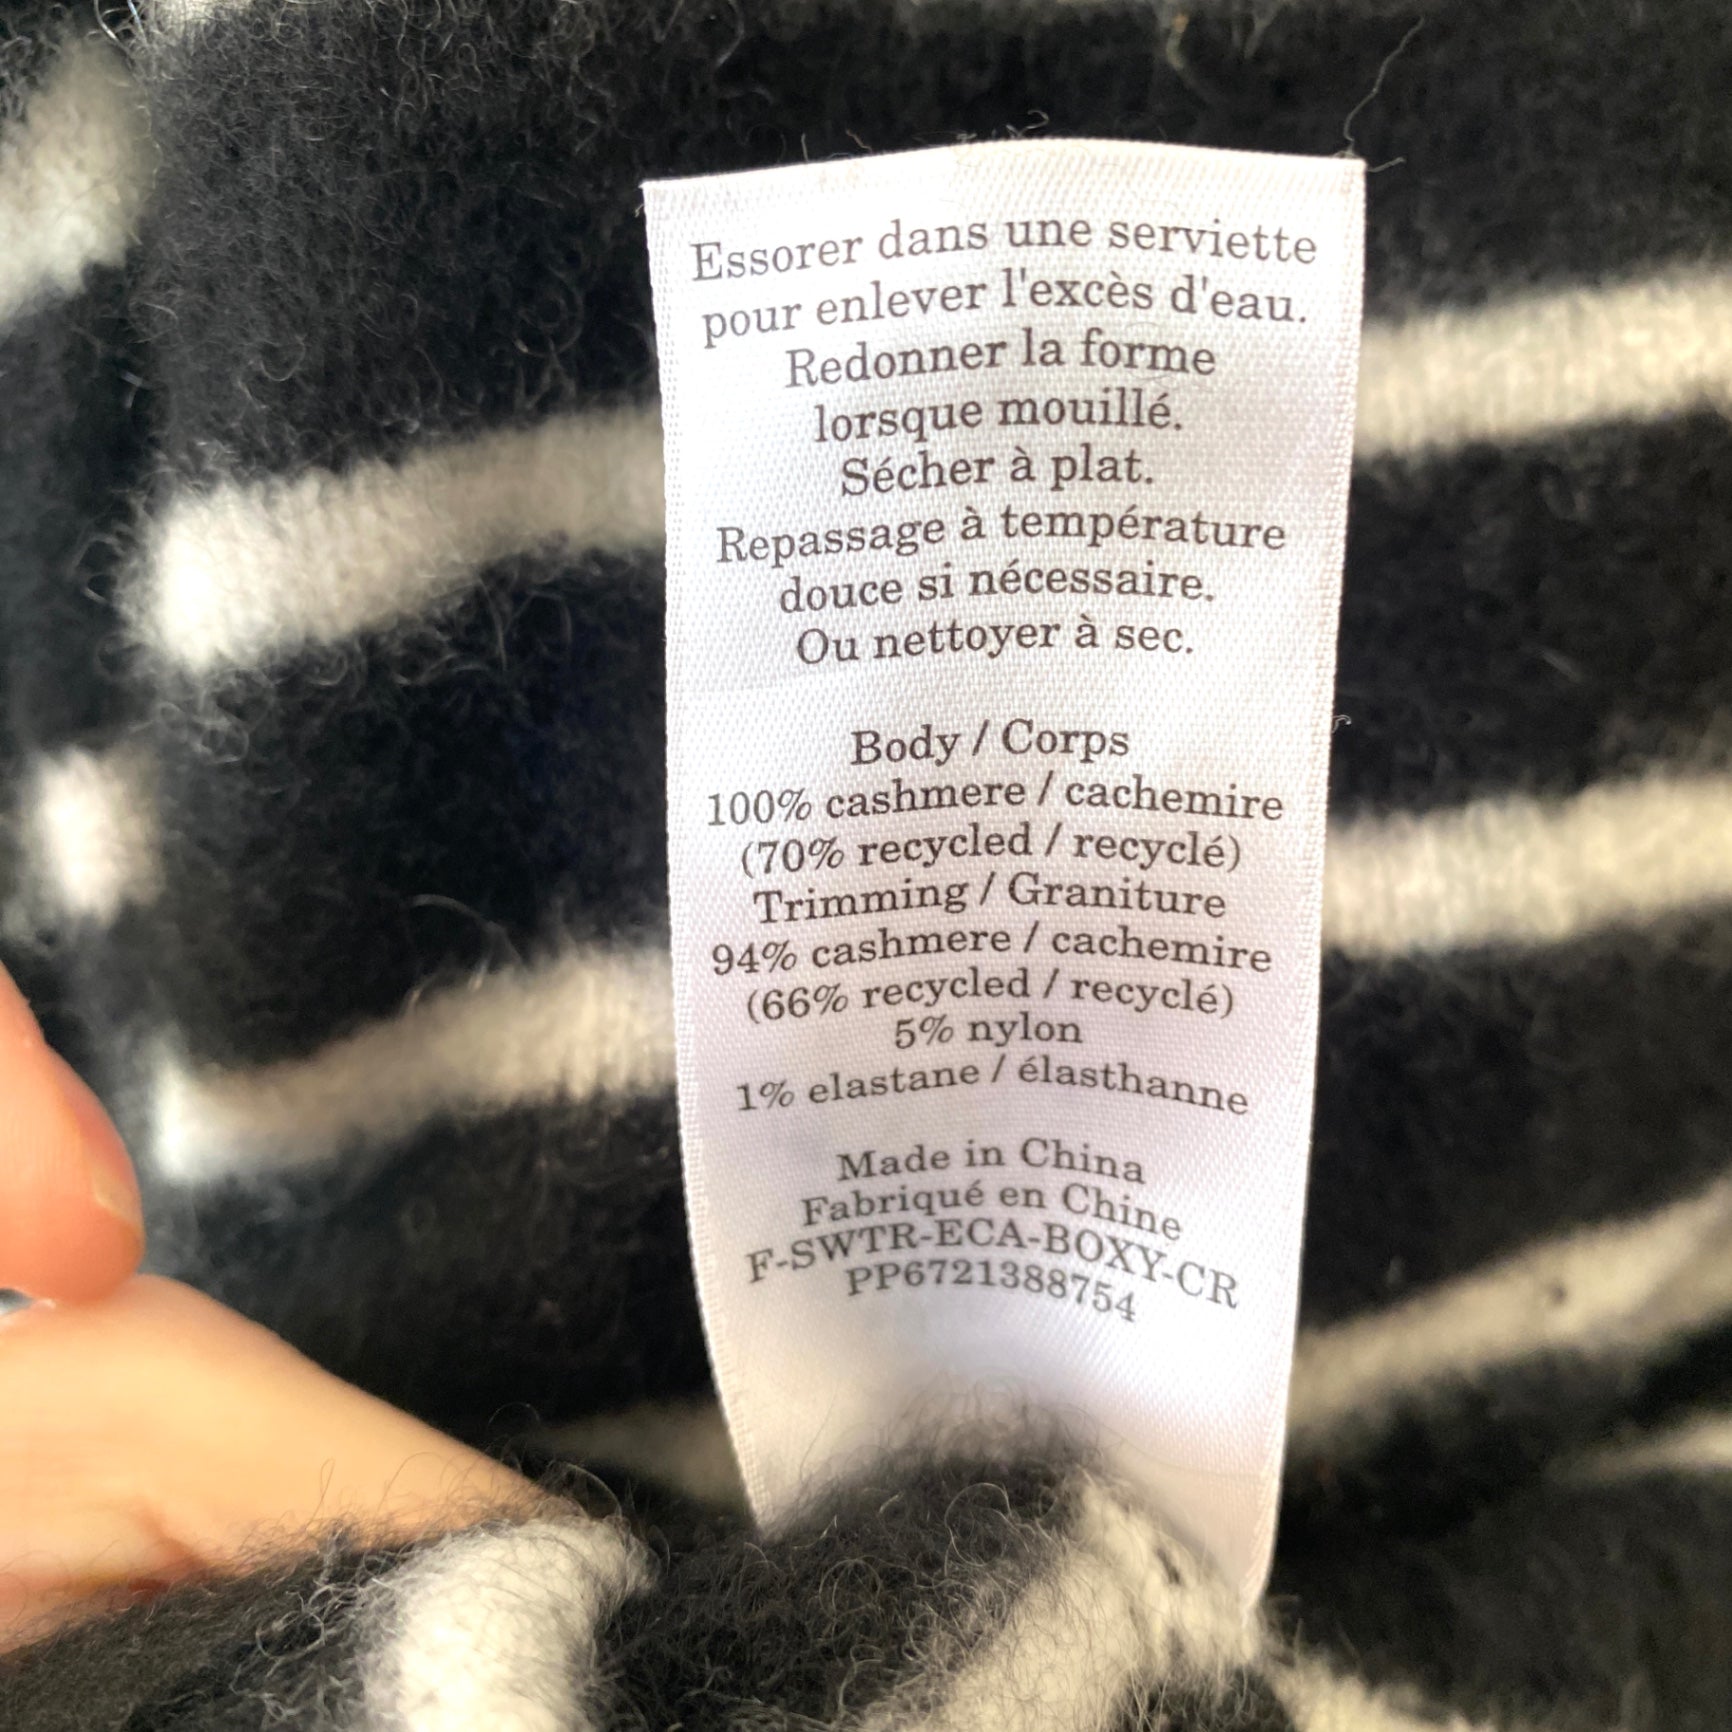 Essorer dans une serviette
pour enlever l'excès d'eau.
Redonner la forme
lorsque mouillé.
Sécher à plat.
Repassage à température
douce si nécessaire.
Ou nettoyer à sec.
Body / Corps
100% cashmere / cachemire
(70% recycled / recyclé)
Trimming / Graniture
94% cashmere / cachemire
(66% recycled / recyclé)
5% nylon
1% elastane / élasthanne
Made in China
Fabriqué en Chine
F-SWTR-ECA-BOXY-CR
PP6721388754